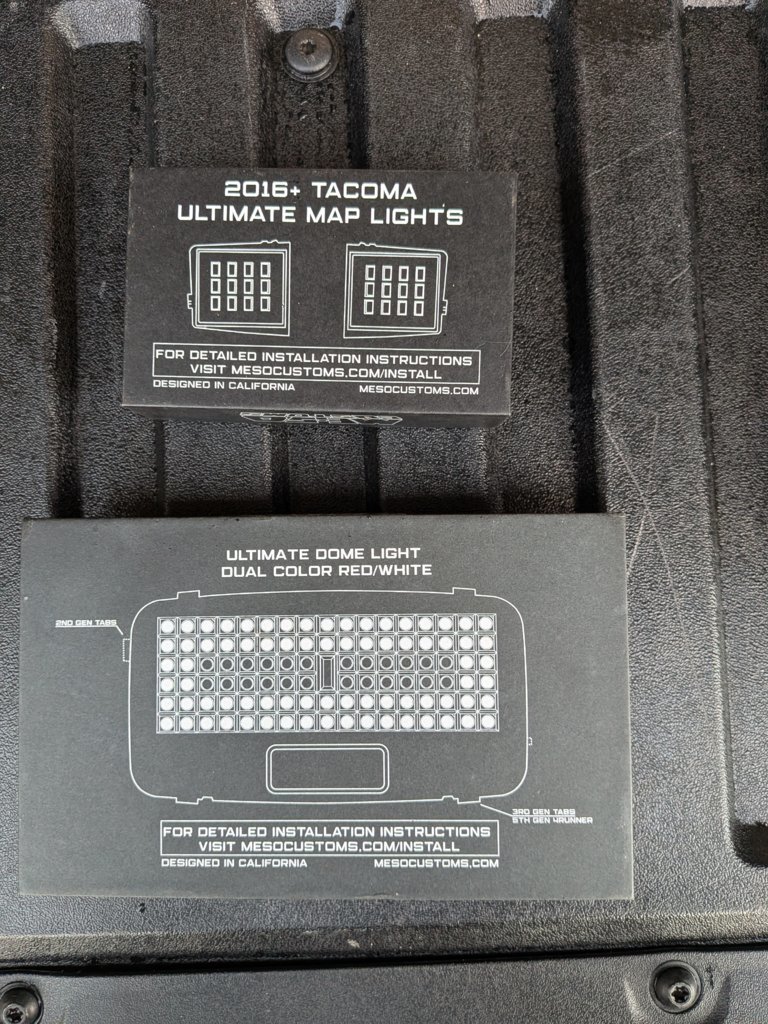 2016+ TACOMA
ULTIMATE MAP LIGHTS
FOR DETAILED INSTALLATION INSTRUCTIONS
VISIT MESOCUSTOMS.COM/INSTALL
DESIGNED IN CALIFORNIA MESOCUSTOMS.COM
ULTIMATE DOME LIGHT
DUAL COLOR RED/WHITE
2ND GEN TABS
3RD GEN TABS
5TH GEN 4RUNNER
FOR DETAILED INSTALLATION INSTRUCTIONS
VISIT MESOCUSTOMS.COM/INSTALL
DESIGNED IN CALIFORNIA MESOCUSTOMS.COM